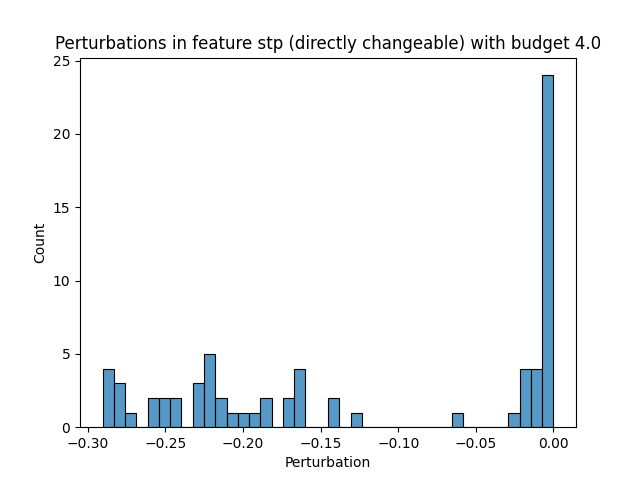 Perturbations in feature stp (directly changeable) with budget 4.0
Count
25
20
15
10
5
0
−0.30 −0.25 −0.20 −0.15 −0.10 −0.05 0.00
Perturbation